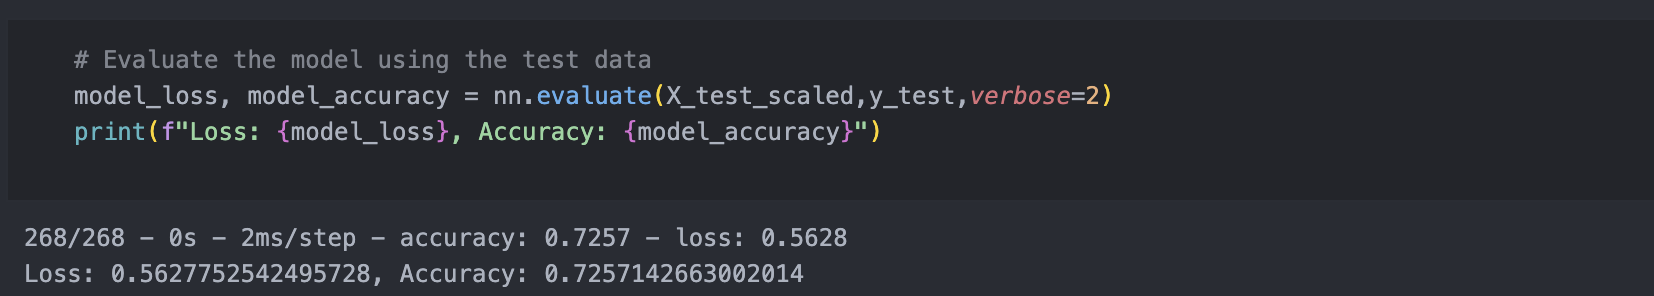 # Evaluate the model using the test data
model_loss, model_accuracy = nn.evaluate(X_test_scaled,y_test,verbose=2)
print(f"Loss: {model_loss}, Accuracy: {model_accuracy}")
268/268 - 0s - 2ms/step - accuracy: 0.7257 - loss: 0.5628
Loss: 0.5627752542495728, Accuracy: 0.7257142663002014